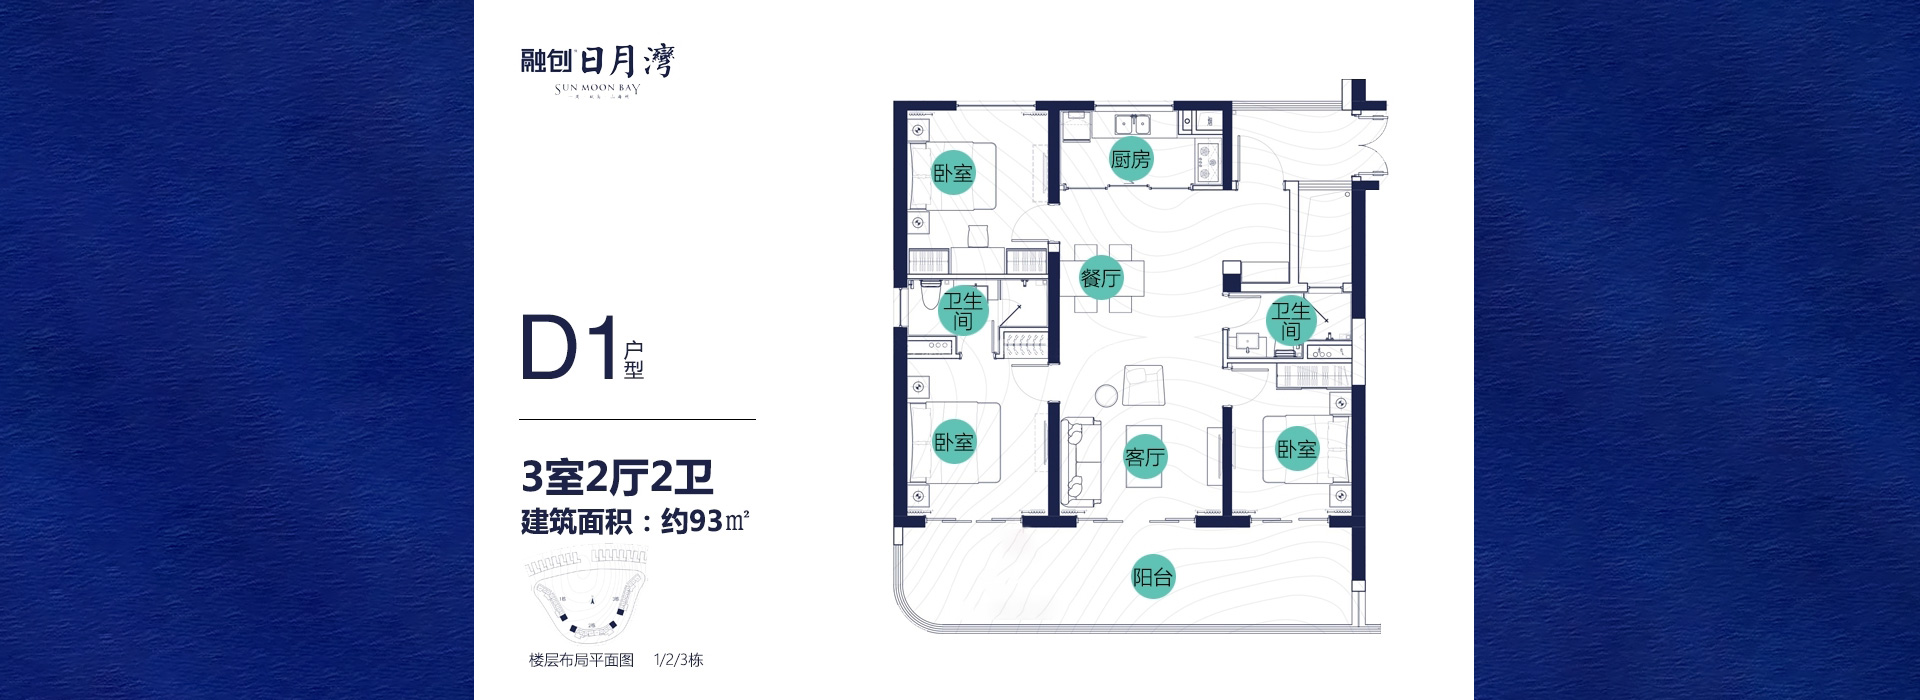 融创 日月灣
SUN MOON BAY
D1户型
3室2厅2卫
建筑面积：约93㎡
楼层布局平面图 1/2/3栋
卧室
厨房
餐厅
卫生间
卫生间
卧室
客厅
卧室
阳台